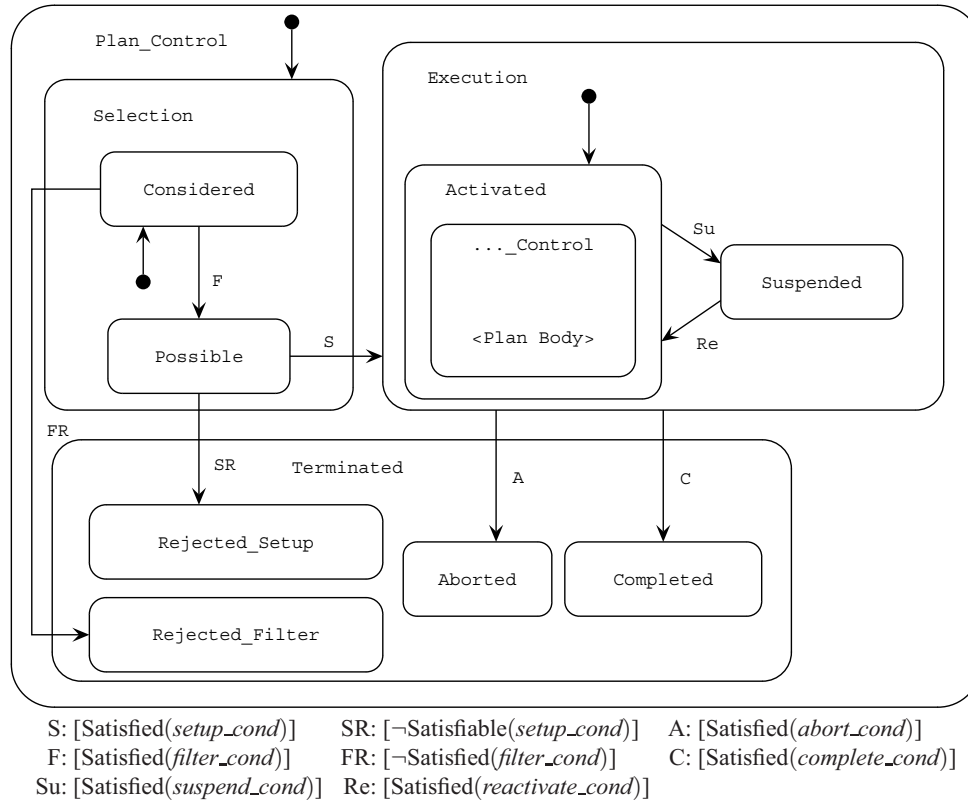 Plan_Control
Execution
Selection
Considered
Activated
..._Control
Su
Suspended
F
<Plan Body>
Re
Possible
S
FR
SR
Terminated
A
C
Rejected_Setup
Aborted
Completed
Rejected_Filter
S: [Satisfied(setup_cond)] SR: [¬Satisfiable(setup_cond)] A: [Satisfied(abort_cond)]
F: [Satisfied(filter_cond)] FR: [¬Satisfied(filter_cond)] C: [Satisfied(complete_cond)]
Su: [Satisfied(suspend_cond)] Re: [Satisfied(reactivate_cond)]